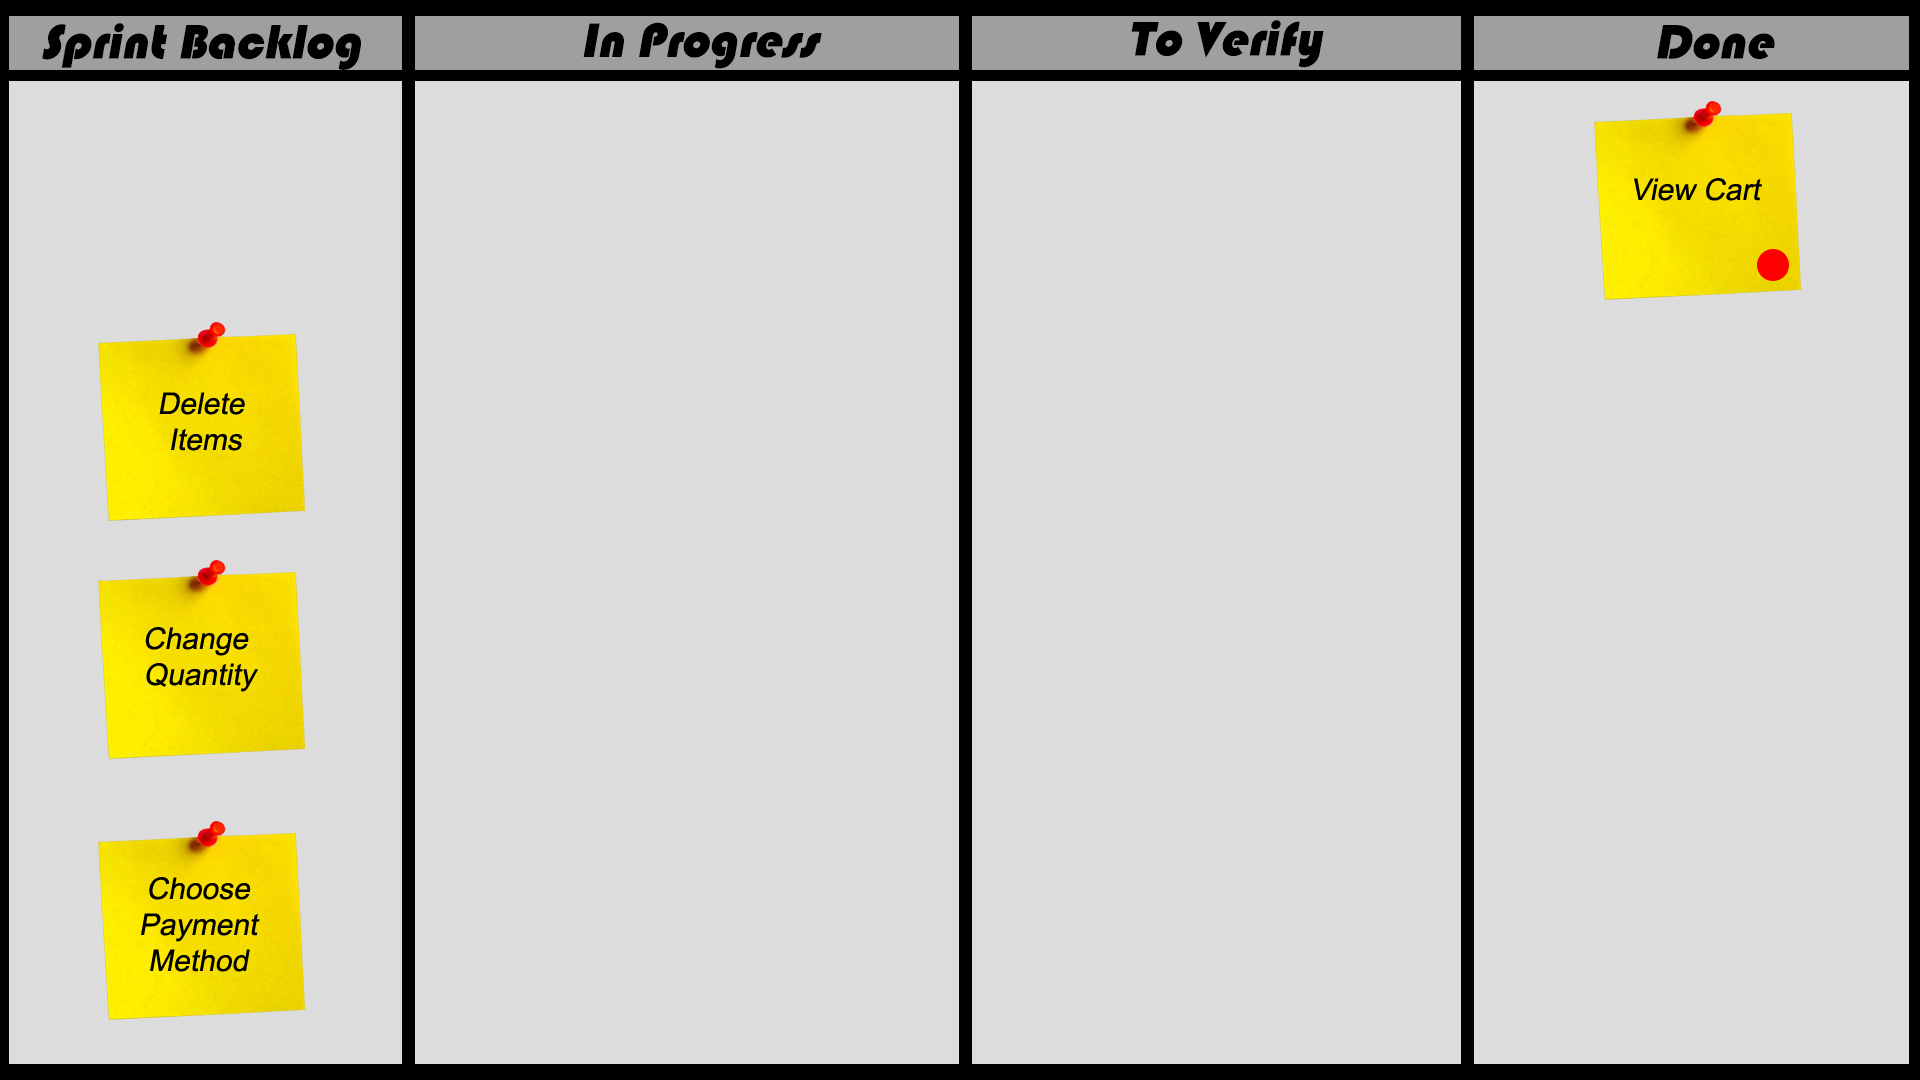 Sprint Backlog
In Progress
To Verify
Done
View Cart
Delete
Items
Change
Quantity
Choose
Payment
Method